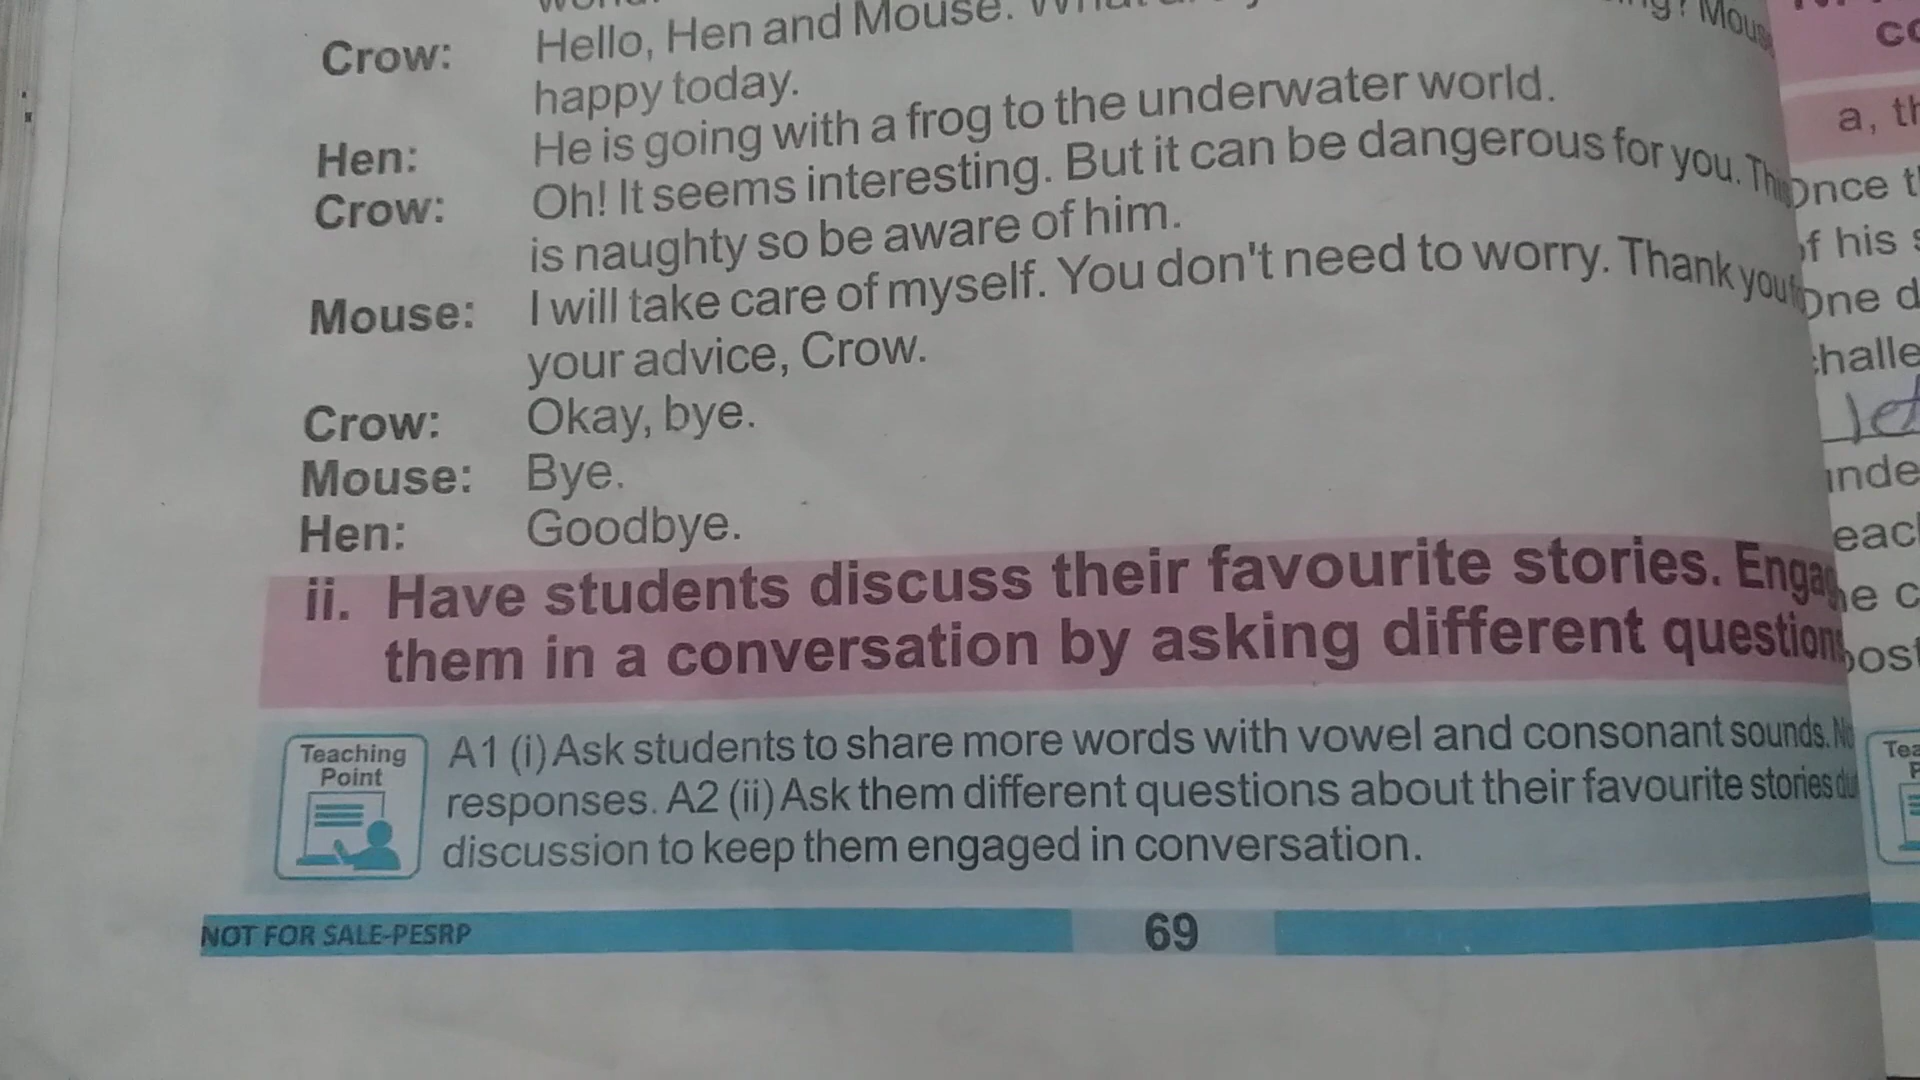 Crow: Hello, Hen and Mouse.
happy today.
Hen: He is going with a frog to the underwater world.
Crow: Oh! It seems interesting. But it can be dangerous for you.
is naughty so be aware of him.
Mouse: I will take care of myself. You don't need to worry. Thank you
your advice, Crow.
Crow: Okay, bye.
Mouse: Bye.
Hen: Goodbye.
ii. Have students discuss their favourite stories.
them in a conversation by asking different
Teaching
Point
A1 (i) Ask students to share more words with vowel and consonant sounds.
responses. A2 (ii) Ask them different questions about their favourite stories
discussion to keep them engaged in conversation.
NOT FOR SALE-PESRP
69
a,
his